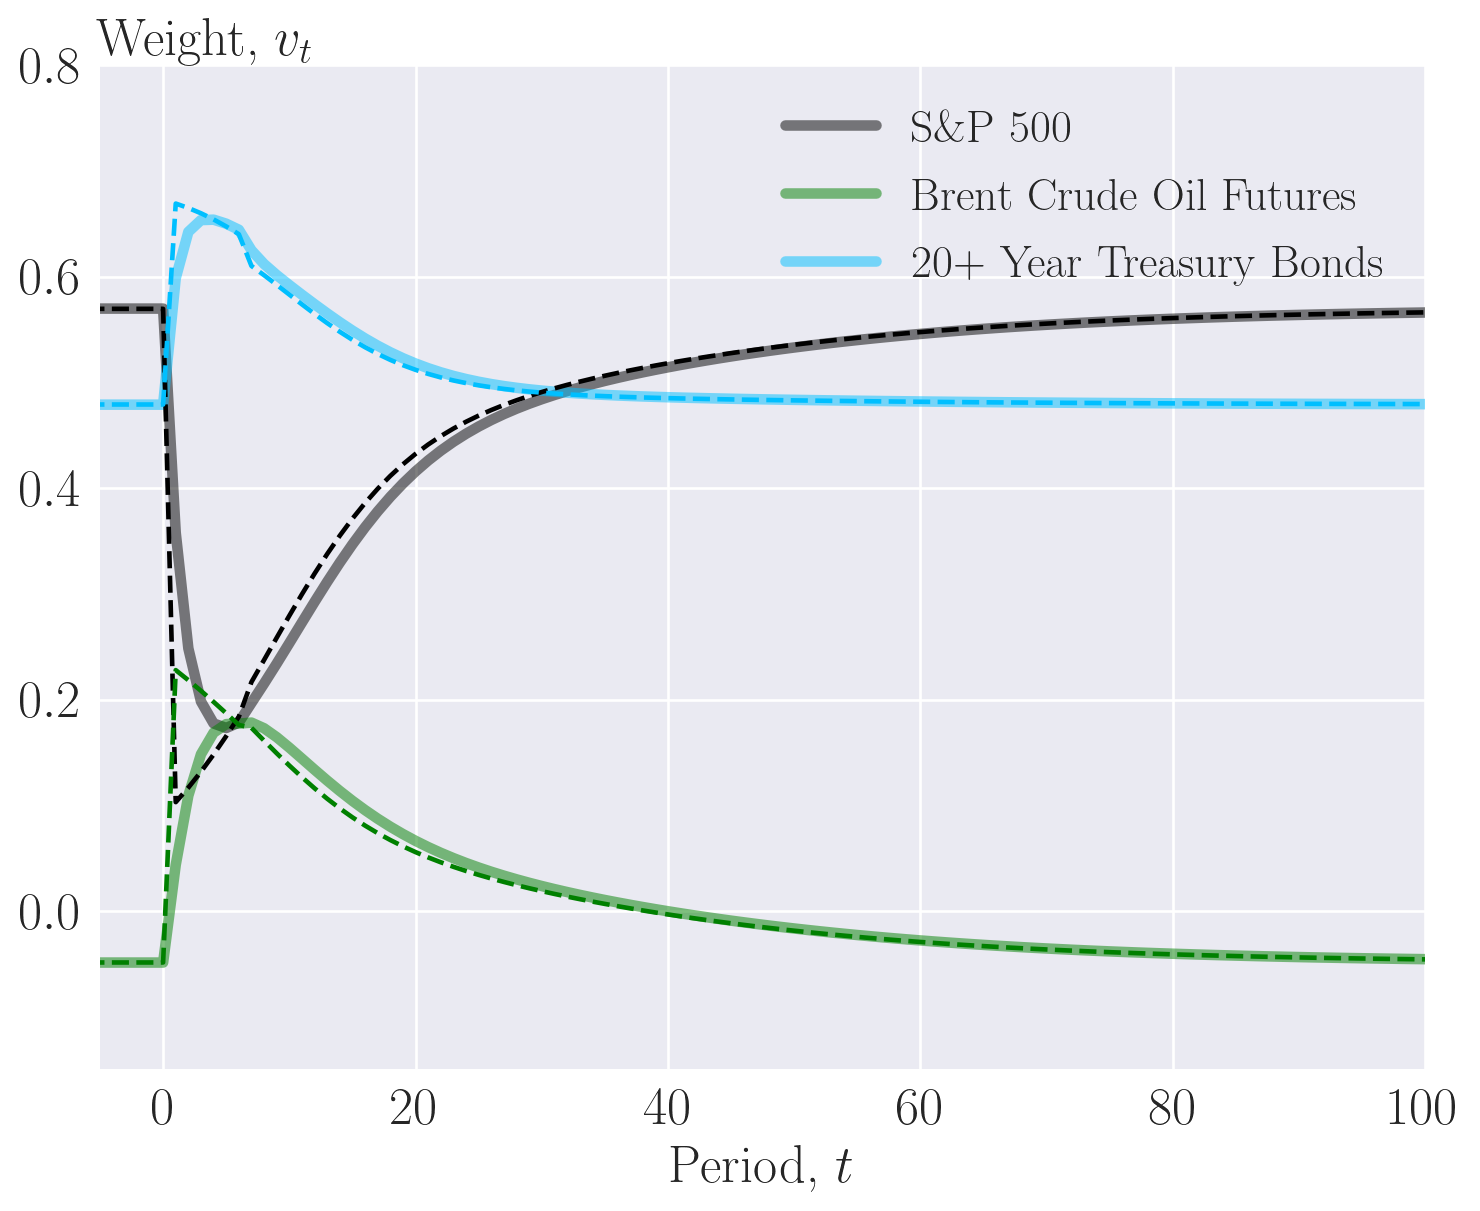 Weight, v_t
0.8
0.6
0.4
0.2
0.0
S&P 500
Brent Crude Oil Futures
20+ Year Treasury Bonds
0 20 40 60 80 100
Period, t